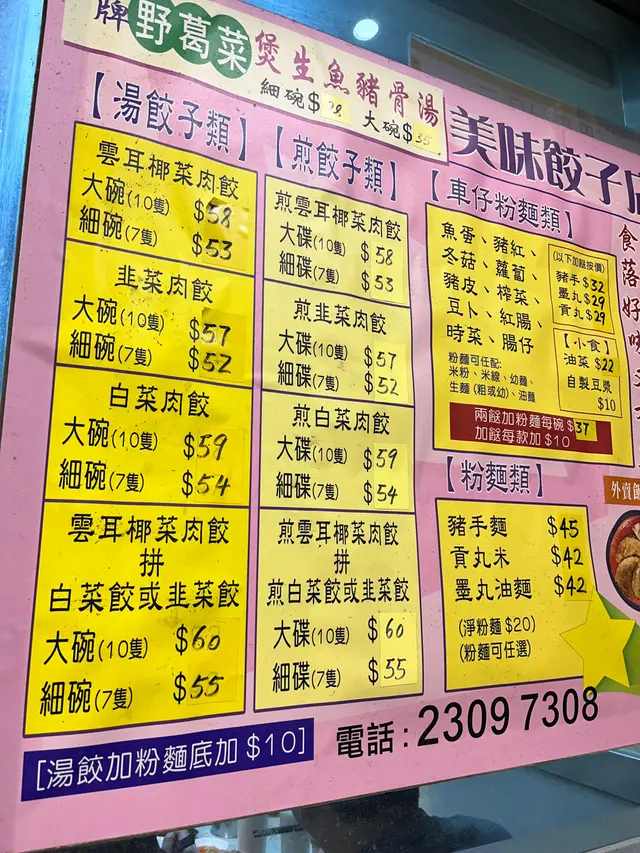 牌野葛菜煲生魚豬骨湯
細碗$28 大碗$35
美味餃子店
【湯餃子類】
雲耳椰菜肉餃
大碗(10隻) $58
細碗(7隻) $53
韭菜肉餃
大碗(10隻) $57
細碗(7隻) $52
白菜肉餃
大碗(10隻) $59
細碗(7隻) $54
雲耳椰菜肉餃
拼
白菜餃或韭菜餃
大碗(10隻) $60
細碗(7隻) $55
[湯餃加粉麵底加 $10]
【煎餃子類】
煎雲耳椰菜肉餃
大碟(10隻) $58
細碟(7隻) $53
煎韭菜肉餃
大碟(10隻) $57
細碟(7隻) $52
煎白菜肉餃
大碟(10隻) $59
細碟(7隻) $54
煎雲耳椰菜肉餃
拼
煎白菜餃或韭菜餃
大碟(10隻) $60
細碟(7隻) $55
【車仔粉麵類】
魚蛋、豬紅、
冬菇、蘿蔔、
豬皮、榨菜、
豆卜、紅腸、
時菜、腸仔
粉麵可任配:
米粉、米線、幼麵、
生麵(粗或幼)、油麵
(以下加餸按價)
豬手$32
墨丸$29
貢丸$29
【小食】
油菜$22
自製豆漿
$10
兩餸加粉麵每碗$37
加餸每款加$10
【粉麵類】
豬手麵 $45
貢丸米 $42
墨丸油麵 $42
(淨粉麵$20)
(粉麵可任選)
電話:2309 7308
食落好味
外賣